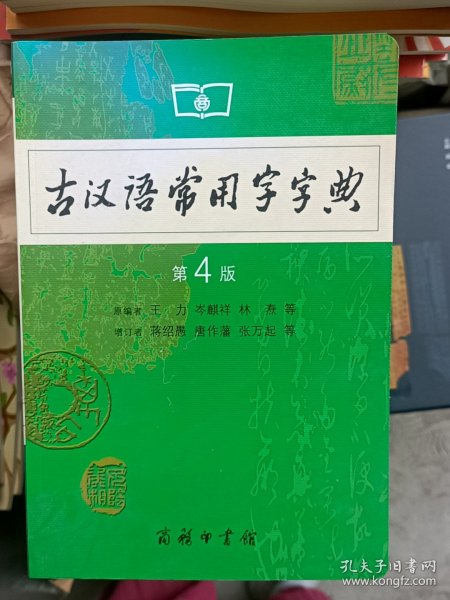 古汉语常用字字典
第4版
原编者 王力 岑麒祥 林焘 等
增订者 蒋绍愚 唐作藩 张万起 等
商务印书馆
孔夫子旧书网
www.kongfz.com